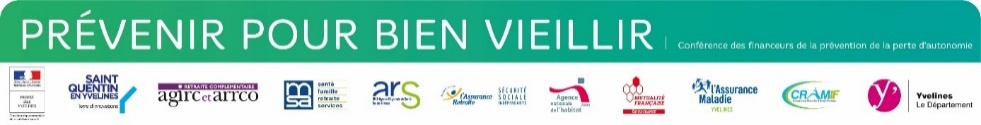 PRÉVENIR POUR BIEN VIEILLIR
Conférence des financeurs de la prévention de la perte d'autonomie
SAINT
QUENTIN
EN YVELINES
Terre d'innovations
RETRAITE COMPLÉMENTAIRE
agirc et arrco
msa
santé
famille
retraite
services
ars
l'Assurance
Retraite
SÉCURITÉ
SOCIALE
INDÉPENDANTS
Agence
nationale
de l'habitat
MUTUALITÉ
FRANÇAISE
l'Assurance
Maladie
YVELINES
CRAMIF
y'
Yvelines
Le Département